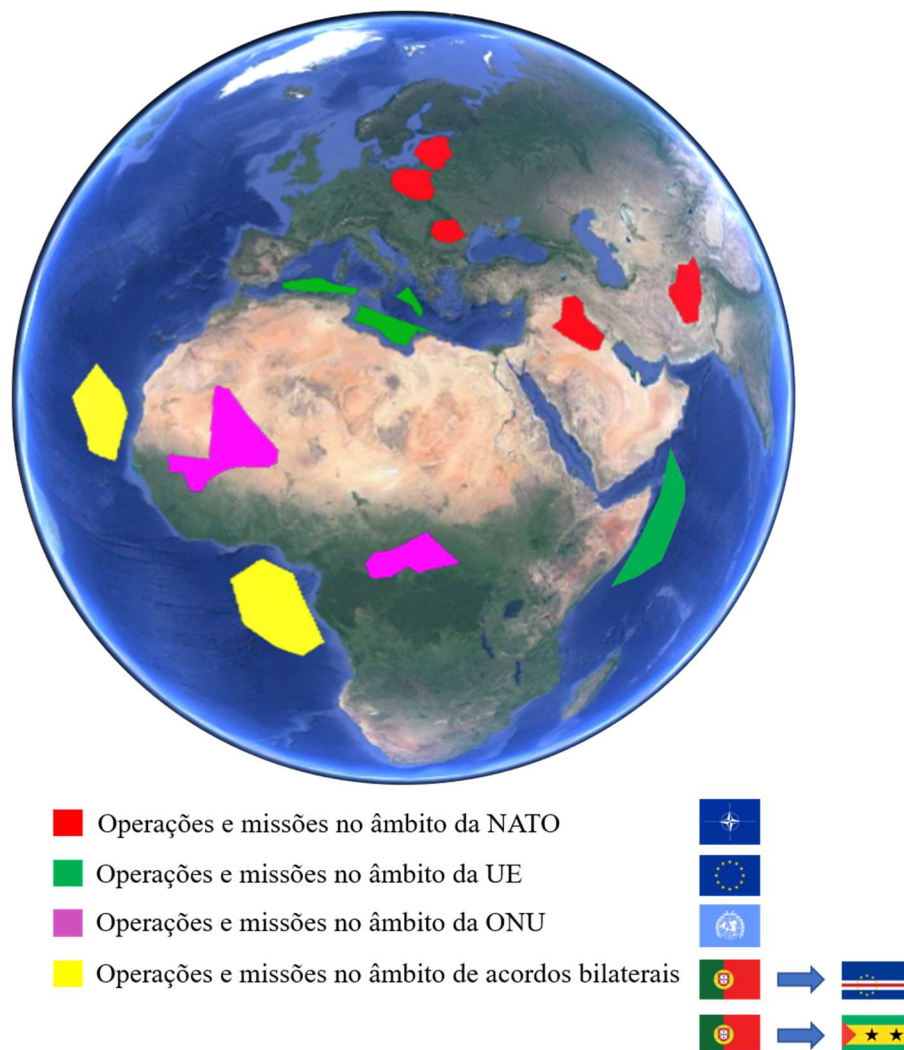 Operações e missões no âmbito da NATO
Operações e missões no âmbito da UE
Operações e missões no âmbito da ONU
Operações e missões no âmbito de acordos bilaterais